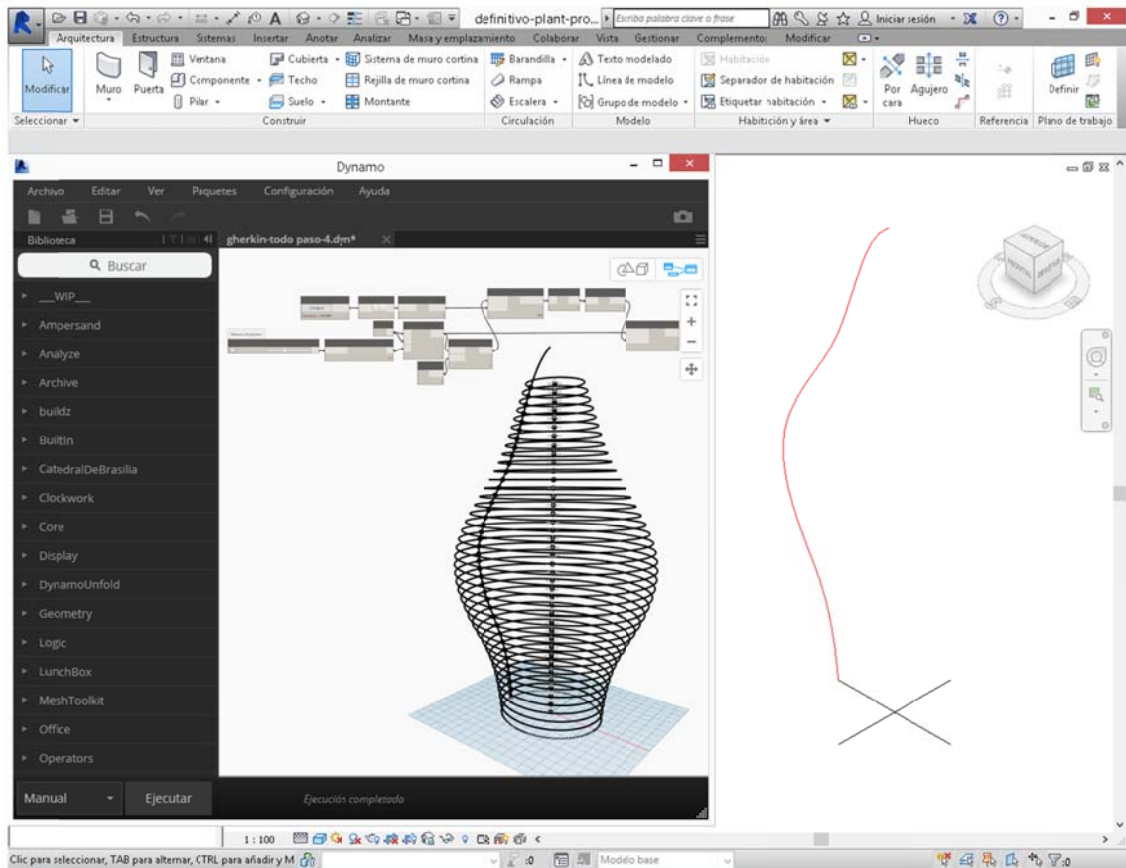 definitivo-plant-pro... Escriba palabra clave o frase Iniciar sesión
Arquitectura Estructura Sistemas Insertar Anotar Analizar Masa y emplazamiento Colaborar Vista Gestionar Complemento: Modificar
Modificar
Muro
Puerta
Ventana
Componente
Pilar
Cubierta
Techo
Suelo
Sistema de muro cortina
Rejilla de muro cortina
Montante
Barandilla
Rampa
Escalera
Texto modelado
Línea de modelo
Grupo de modelo
Habitación
Separador de habitación
Etiquetar habitación
Por cara
Agujero
Definir
Seleccionar Construir Circulación Modelo Habitación y área Hueco Referencia Plano de trabajo
Dynamo
Archivo Editar Ver Paquetes Configuración Ayuda
Biblioteca
gherkin-todo paso-4.dyn*
Buscar
__WIP__
Ampersand
Analyze
Archive
buildz
BuiltIn
CatedralDeBrasilia
Clockwork
Core
Display
DynamoUnfold
Geometry
Logic
LunchBox
MeshToolkit
Office
Operators
Manual Ejecutar Ejecución completada
1 : 100
Clic para seleccionar, TAB para alternar, CTRL para añadir y M :0 Modelo base :0